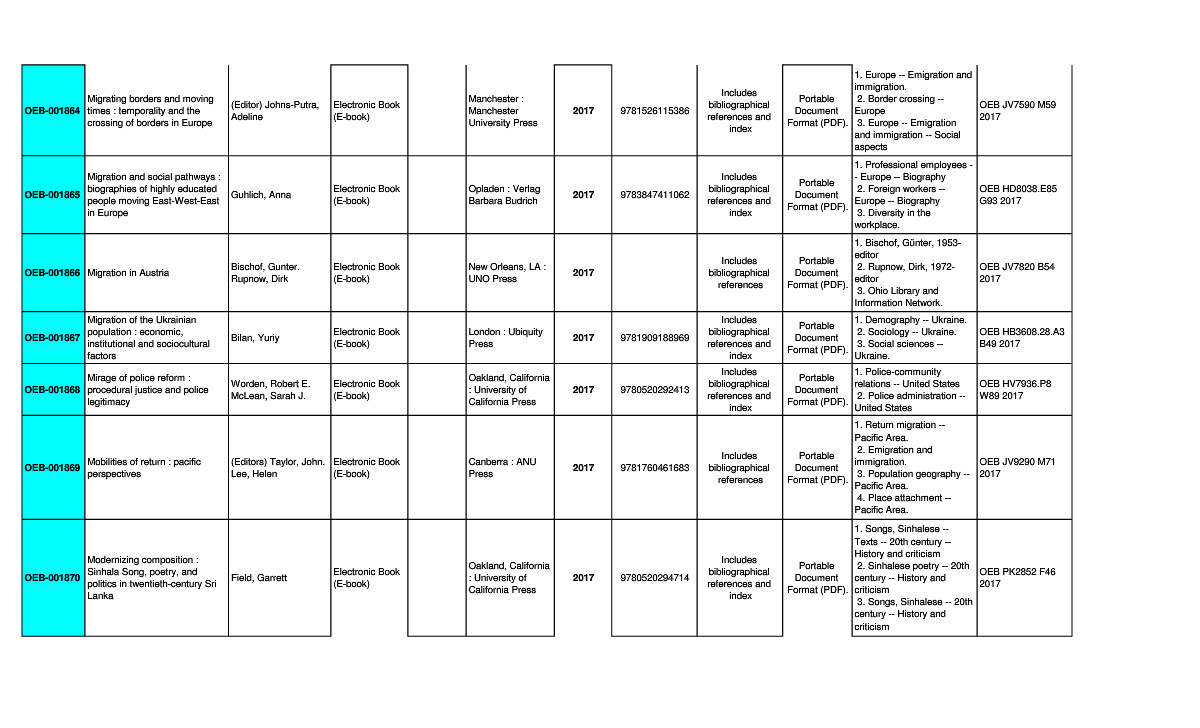 OEB-001864
Migrating borders and moving
times : temporality and the
crossing of borders in Europe
(Editor) Johns-Putra,
Adeline
Electronic Book
(E-book)
Manchester :
Manchester
University Press
2017
9781526115386
Includes
bibliographical
references and
index
Portable
Document
Format (PDF).
1. Europe -- Emigration and
immigration.
2. Border crossing --
Europe
3. Europe -- Emigration
and immigration -- Social
aspects
OEB JV7590 M59
2017
OEB-001865
Migration and social pathways :
biographies of highly educated
people moving East-West-East
in Europe
Guhlich, Anna
Electronic Book
(E-book)
Opladen : Verlag
Barbara Budrich
2017
9783847411062
Includes
bibliographical
references and
index
Portable
Document
Format (PDF).
1. Professional employees -
- Europe -- Biography
2. Foreign workers --
Europe -- Biography
3. Diversity in the
workplace.
OEB HD8038.E85
G93 2017
OEB-001866
Migration in Austria
Bischof, Gunter.
Rupnow, Dirk
Electronic Book
(E-book)
New Orleans, LA :
UNO Press
2017
Includes
bibliographical
references
Portable
Document
Format (PDF).
1. Bischof, Günter, 1953-
editor
2. Rupnow, Dirk, 1972-
editor
3. Ohio Library and
Information Network.
OEB JV7820 B54
2017
OEB-001867
Migration of the Ukrainian
population : economic,
institutional and sociocultural
factors
Bilan, Yuriy
Electronic Book
(E-book)
London : Ubiquity
Press
2017
9781909188969
Includes
bibliographical
references and
index
Portable
Document
Format (PDF).
1. Demography -- Ukraine.
2. Sociology -- Ukraine.
3. Social sciences --
Ukraine.
OEB HB3608.28.A3
B49 2017
OEB-001868
Mirage of police reform :
procedural justice and police
legitimacy
Worden, Robert E.
McLean, Sarah J.
Electronic Book
(E-book)
Oakland, California
: University of
California Press
2017
9780520292413
Includes
bibliographical
references and
index
Portable
Document
Format (PDF).
1. Police-community
relations -- United States
2. Police administration --
United States
OEB HV7936.P8
W89 2017
OEB-001869
Mobilities of return : pacific
perspectives
(Editors) Taylor, John.
Lee, Helen
Electronic Book
(E-book)
Canberra : ANU
Press
2017
9781760461683
Includes
bibliographical
references
Portable
Document
Format (PDF).
1. Return migration --
Pacific Area.
2. Emigration and
immigration.
3. Population geography --
Pacific Area.
4. Place attachment --
Pacific Area.
OEB JV9290 M71
2017
OEB-001870
Modernizing composition :
Sinhala Song, poetry, and
politics in twentieth-century Sri
Lanka
Field, Garrett
Electronic Book
(E-book)
Oakland, California
: University of
California Press
2017
9780520294714
Includes
bibliographical
references and
index
Portable
Document
Format (PDF).
1. Songs, Sinhalese --
Texts -- 20th century --
History and criticism
2. Sinhalese poetry -- 20th
century -- History and
criticism
3. Songs, Sinhalese -- 20th
century -- History and
criticism
OEB PK2852 F46
2017